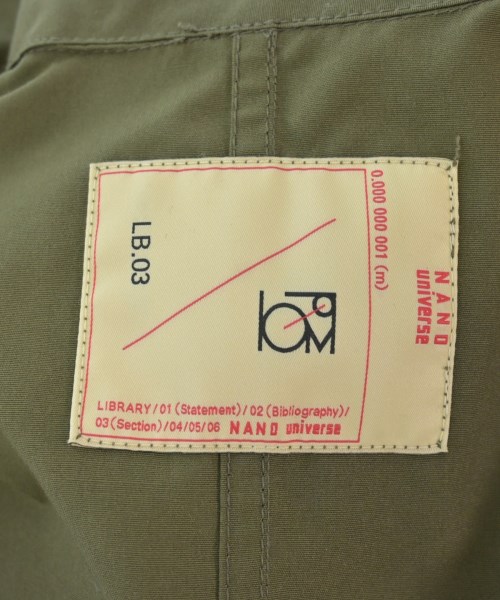 0.000 000 001 (m)
NANO
universe
LB.03
LIBRARY/01 (Statement)/02 (Bibliography)/
03 (Section)/04/05/06 NANO universe